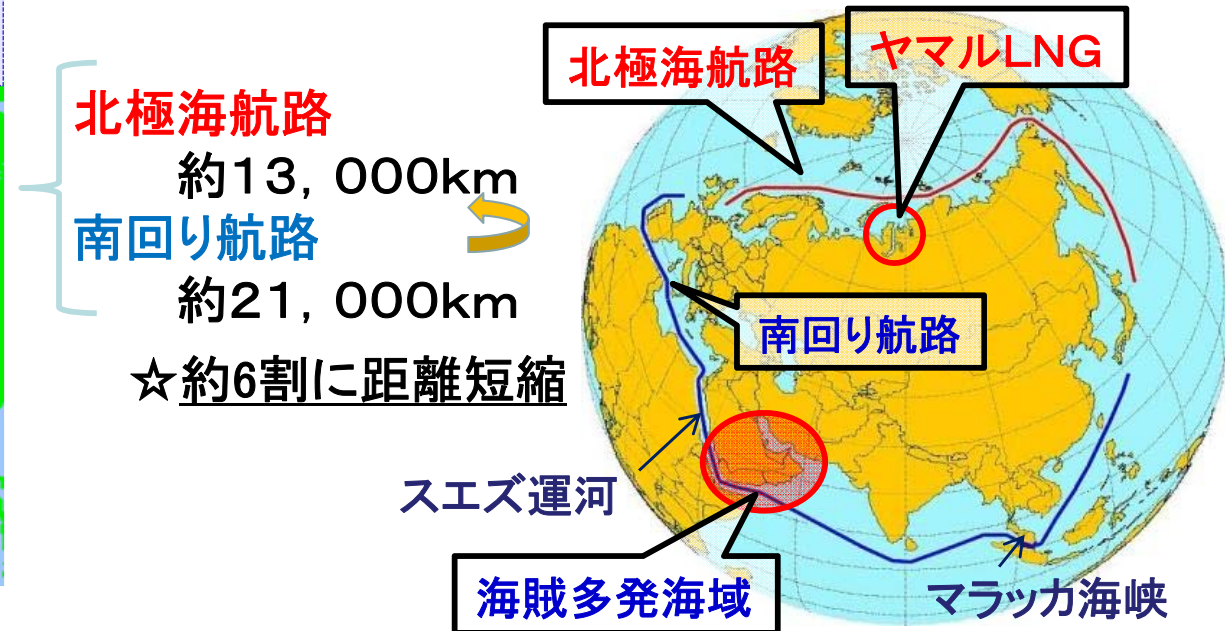 北極海航路
約13,000km
南回り航路
約21,000km
☆約6割に距離短縮
北極海航路
ヤマルLNG
南回り航路
スエズ運河
海賊多発海域
マラッカ海峡